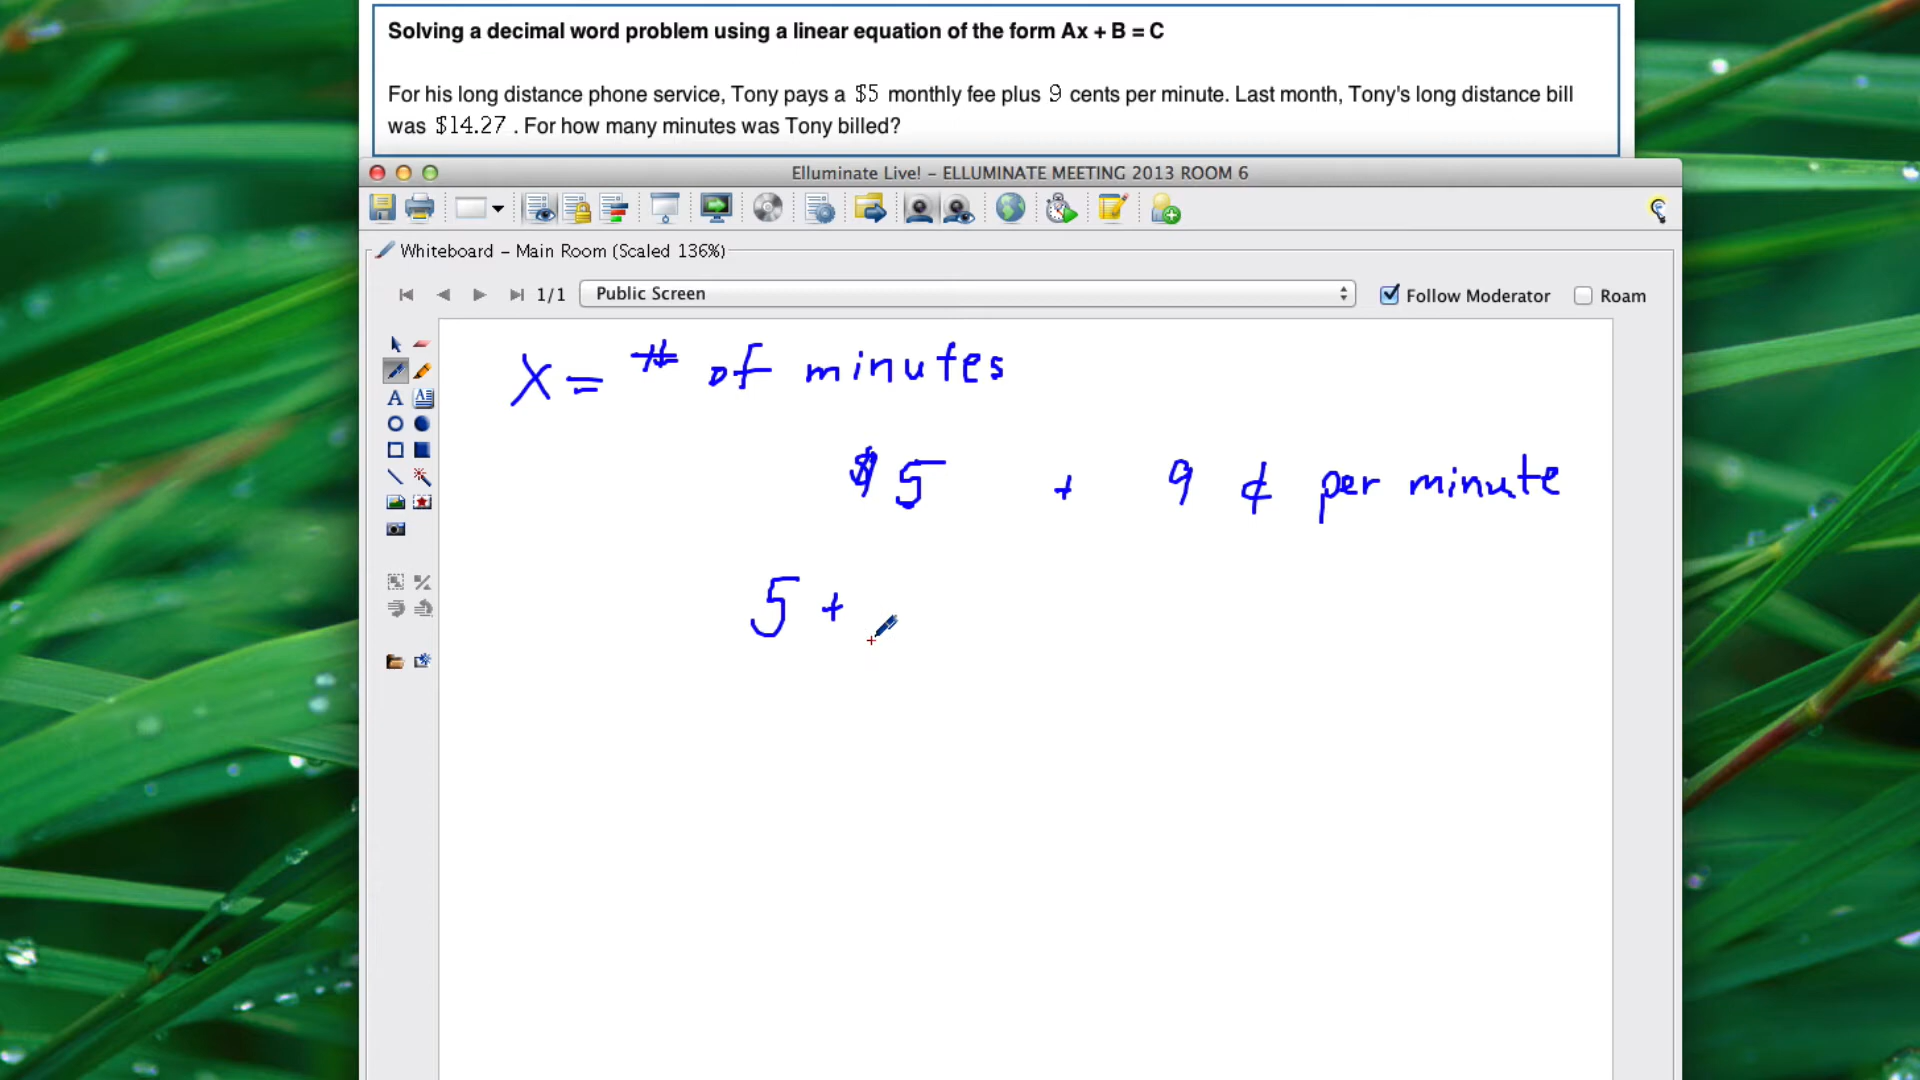 Solving a decimal word problem using a linear equation of the form Ax + B = C
For his long distance phone service, Tony pays a $5 monthly fee plus 9 cents per minute. Last month, Tony's long distance bill
was $14.27 . For how many minutes was Tony billed?
Elluminate Live! – ELLUMINATE MEETING 2013 ROOM 6
Whiteboard – Main Room (Scaled 136%)
1/1 Public Screen Follow Moderator Roam
X = # of minutes
$5 + 9 ¢ per minute
5 +